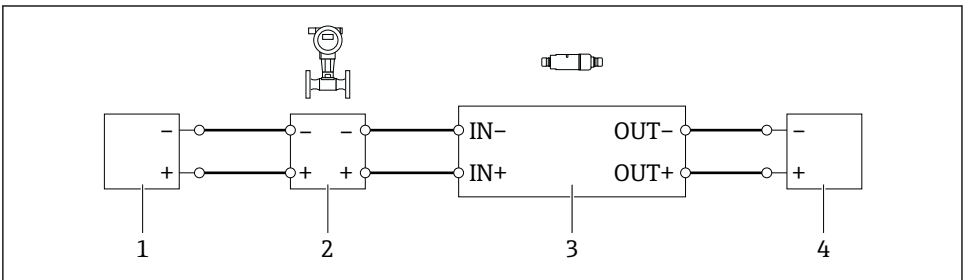 − − − IN− OUT− −
+ + + IN+ OUT+ +
1 2 3 4